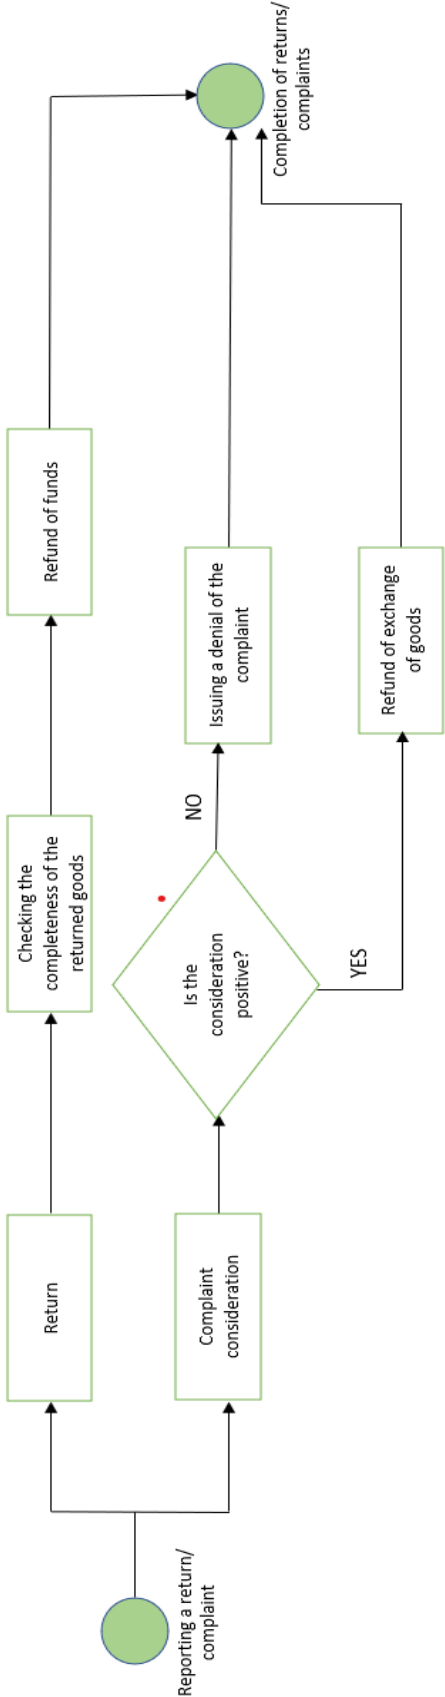 Reporting a return/
complaint
Return
Complaint
consideration
Checking the
completeness of the
returned goods
Is the
consideration
positive?
NO
YES
Refund of funds
Issuing a denial of the
complaint
Refund of exchange
of goods
Completion of returns/
complaints